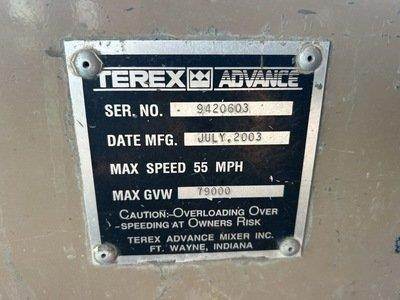 TEREX ADVANCE
SER. NO. 9420603
DATE MFG. JULY,2003
MAX SPEED 55 MPH
MAX GVW 79000
CAUTION: OVERLOADING OVER
SPEEDING AT OWNERS RISK
TEREX ADVANCE MIXER INC.
FT. WAYNE, INDIANA